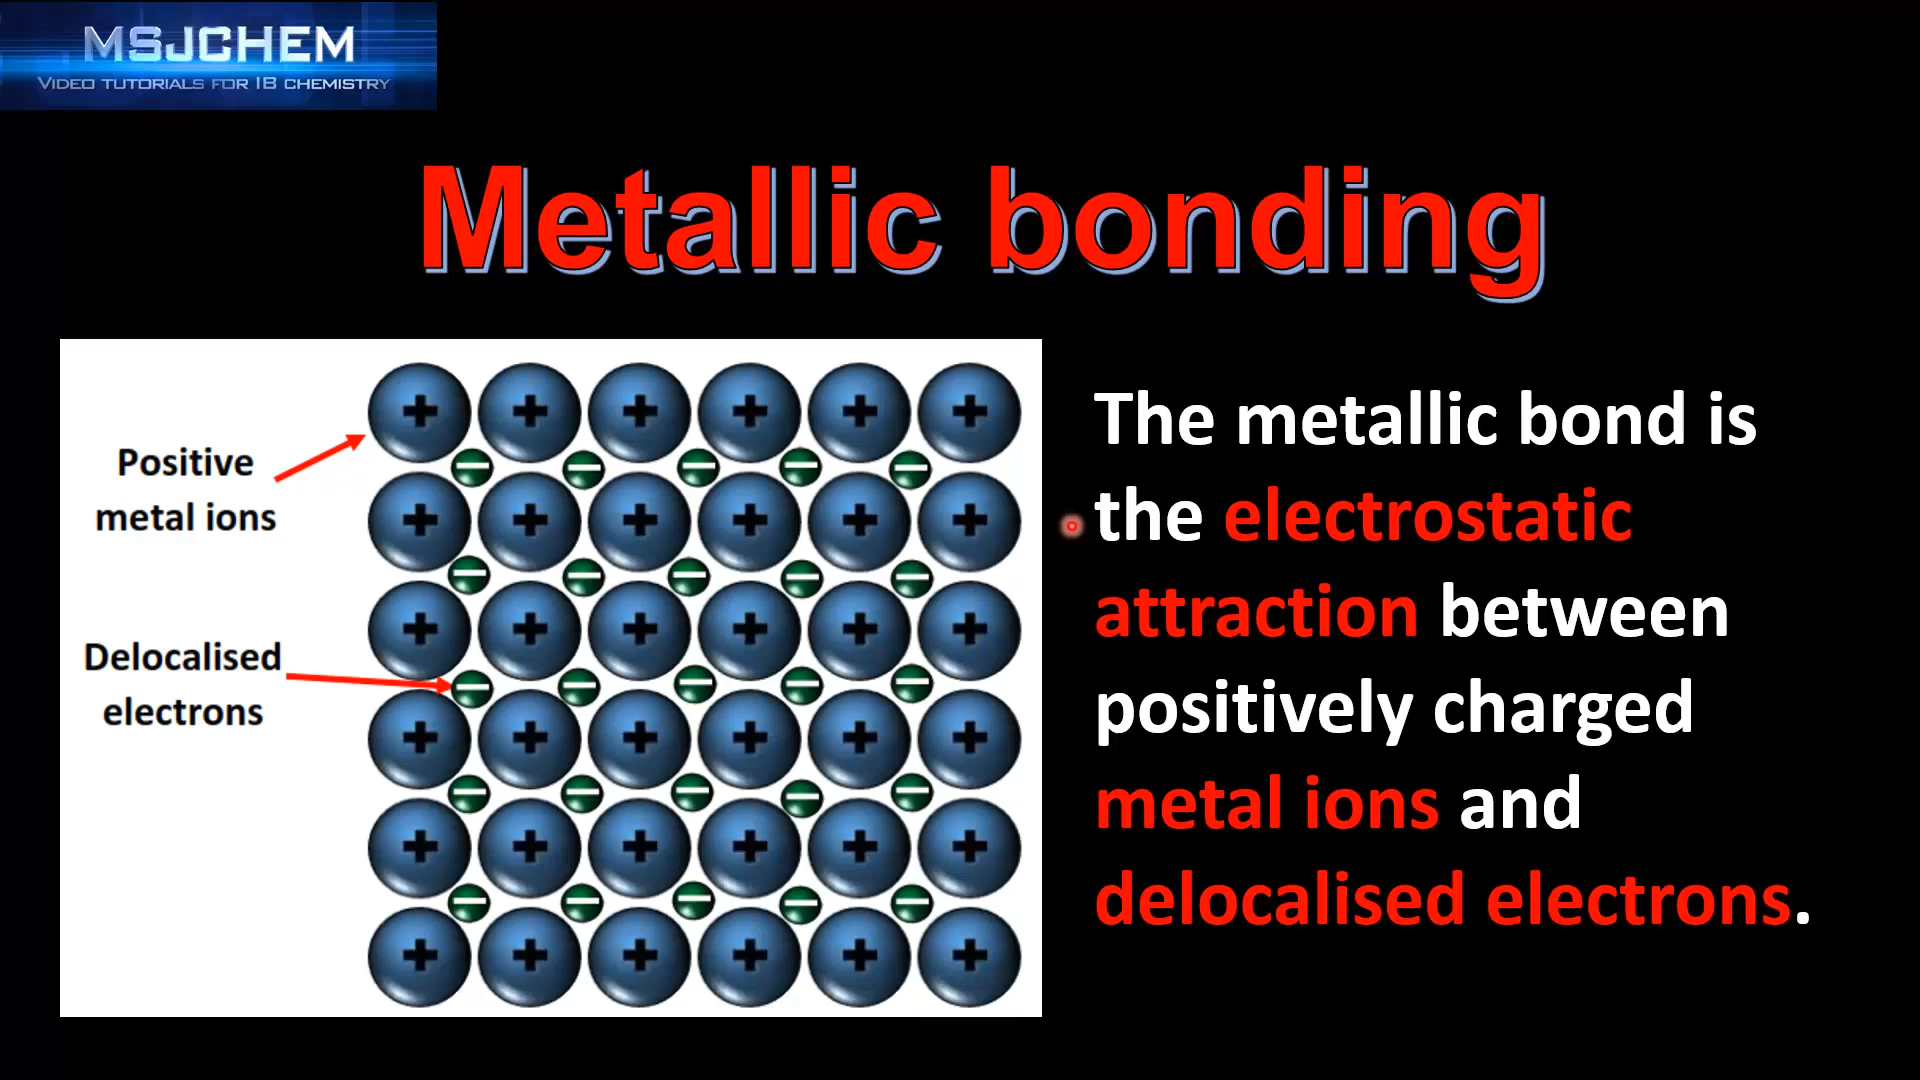 MSJCHEM
VIDEO TUTORIALS FOR IB CHEMISTRY
Metallic bonding
Positive
metal ions
Delocalised
electrons
The metallic bond is
the electrostatic
attraction between
positively charged
metal ions and
delocalised electrons.